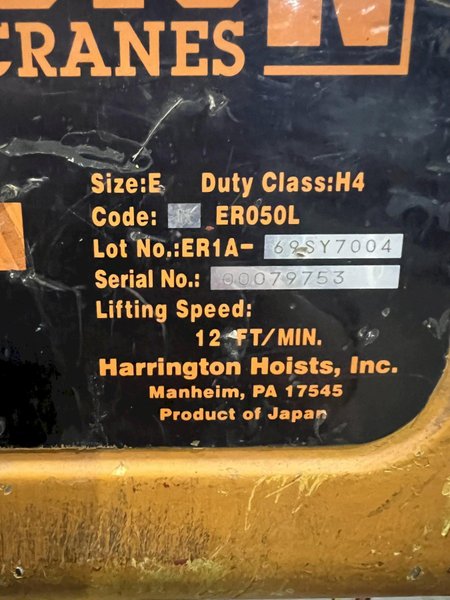 CRANES
Size:E Duty Class:H4
Code: ER050L
Lot No.:ER1A-69SY7004
Serial No.:00079753
Lifting Speed:
12 FT/MIN.
Harrington Hoists, Inc.
Manheim, PA 17545
Product of Japan